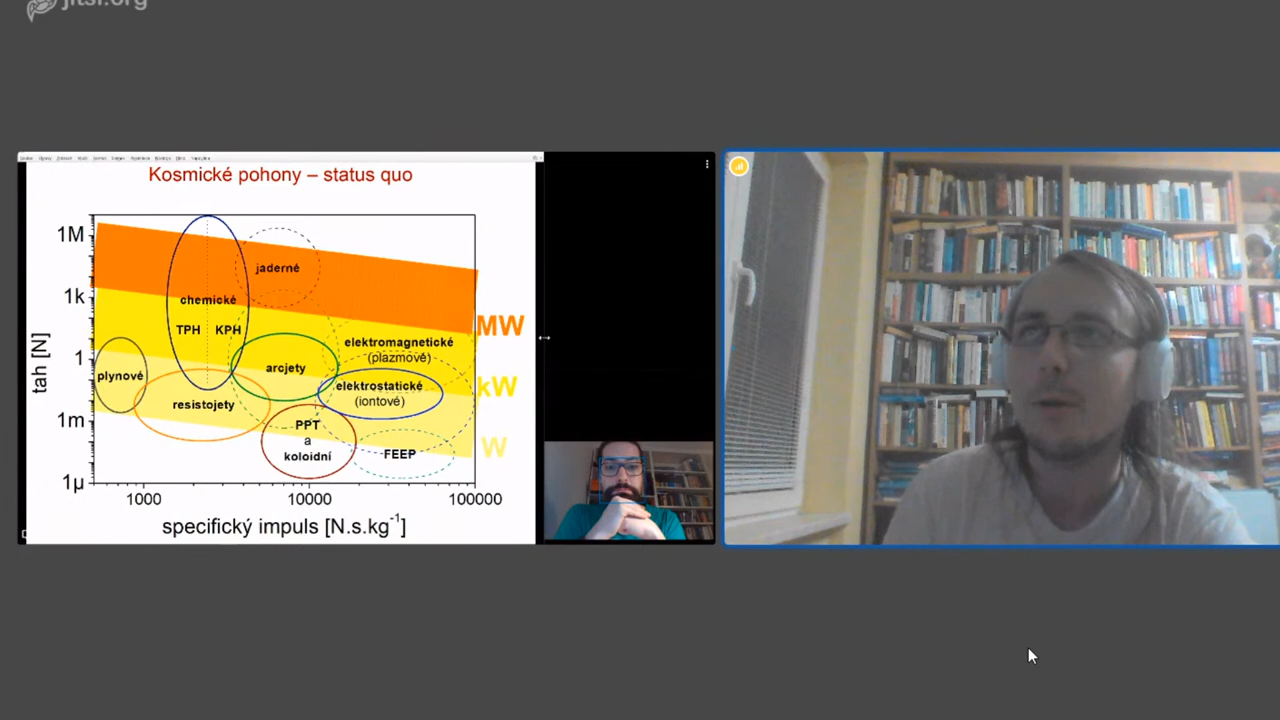 jitsi.org
Kosmické pohony – status quo
1M
1k
1
1m
1µ
tah [N]
jaderné
chemické
TPH KPH
MW
elektromagnetické
(plazmové)
arcjety
plynové
elektrostatické
(iontové)
kW
resistojety
PPT
a
koloidní
FEEP
W
1000
10000
100000
specifický impuls [N.s.kg⁻¹]